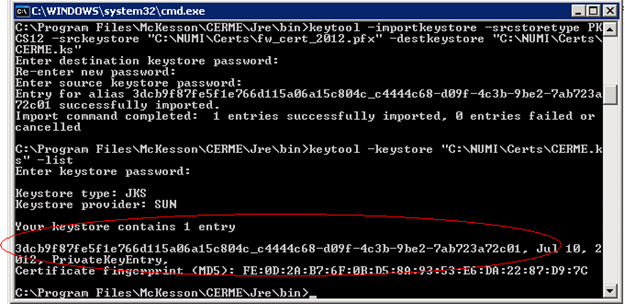 C:\WINDOWS\system32\cmd.exe
C:\Program Files\McKesson\CERME\Jre\bin>keytool -importkeystore -srcstoretype PK
CS12 -srckeystore "C:\NUMI\Certs\fw_cert_2012.pfx" -destkeystore "C:\NUMI\Certs\
CERME.ks"
Enter destination keystore password:
Re-enter new password:
Enter source keystore password:
Entry for alias 3dcb9f87fe5f1e766d115a06a15c804c_c4444c68-d09f-4c3b-9be2-7ab723a
72c01 successfully imported.
Import command completed:  1 entries successfully imported, 0 entries failed or
cancelled
C:\Program Files\McKesson\CERME\Jre\bin>keytool -keystore "C:\NUMI\Certs\CERME.k
s" -list
Enter keystore password:
Keystore type: JKS
Keystore provider: SUN
Your keystore contains 1 entry
3dcb9f87fe5f1e766d115a06a15c804c_c4444c68-d09f-4c3b-9be2-7ab723a72c01, Jul 10, 2
012, PrivateKeyEntry,
Certificate fingerprint (MD5): FE:0D:2A:B7:6F:0B:D5:8A:93:53:E6:DA:22:87:D9:7C
C:\Program Files\McKesson\CERME\Jre\bin>_